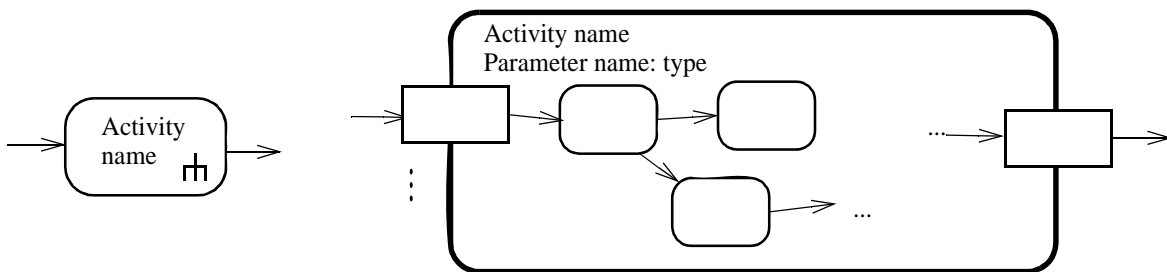 Activity name
Parameter name: type
Activity
name
...
...